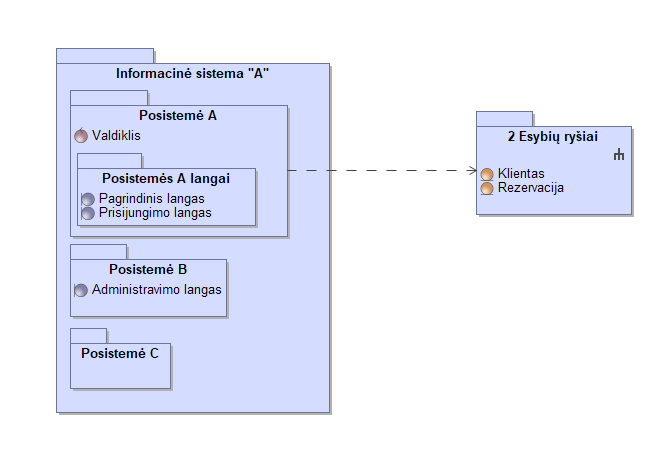 Informacinė sistema "A"
Posistemė A
Valdiklis
Posistemės A langai
Pagrindinis langas
Prisijungimo langas
Posistemė B
Administravimo langas
Posistemė C
2 Esybių ryšiai
Klientas
Rezervacija